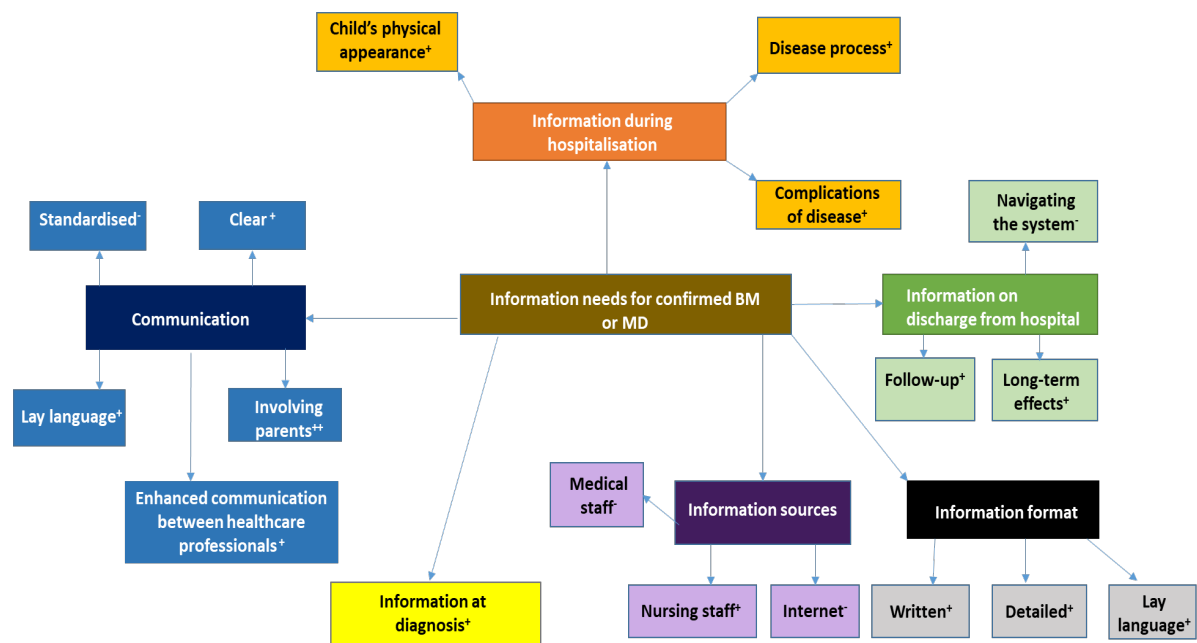 Child's physical
appearance⁺
Disease process⁺
Information during
hospitalisation
Complications
of disease⁺
Navigating
the system⁻
Standardised⁻
Clear ⁺
Information needs for confirmed BM
or MD
Information on
discharge from hospital
Communication
Follow-up⁺
Long-term
effects⁺
Lay language⁺
Involving
parents⁺⁺
Enhanced communication
between healthcare
professionals⁺
Medical
staff⁻
Information sources
Information format
Information at
diagnosis⁺
Nursing staff⁺
Internet⁻
Written⁺
Detailed⁺
Lay
language⁺